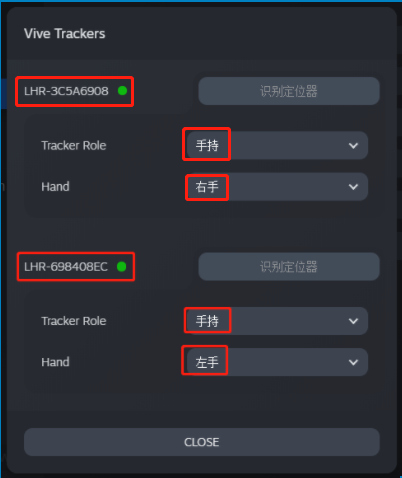 Vive Trackers
LHR-3C5A6908 识别定位器
Tracker Role 手持
Hand 右手
LHR-698408EC 识别定位器
Tracker Role 手持
Hand 左手
CLOSE